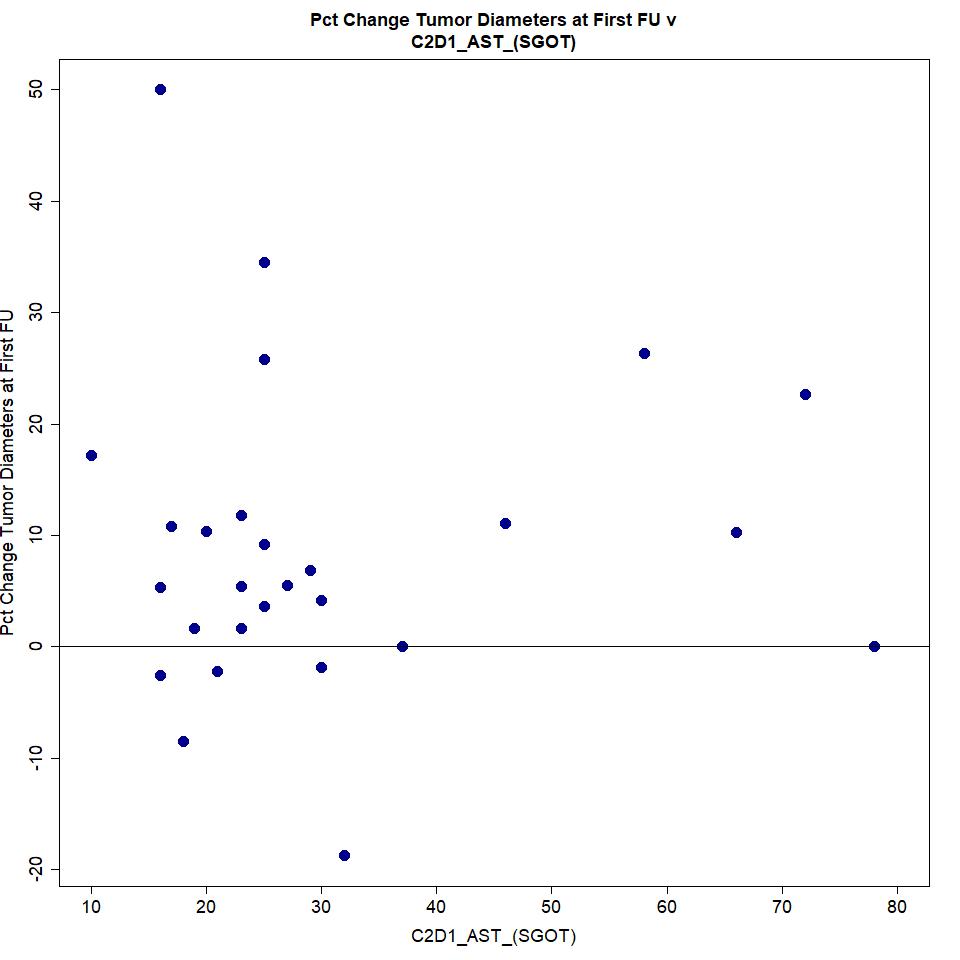 Pct Change Tumor Diameters at First FU v
C2D1_AST_(SGOT)
Pct Change Tumor Diameters at First FU
50
40
30
20
10
0
-10
-20
10 20 30 40 50 60 70 80
C2D1_AST_(SGOT)